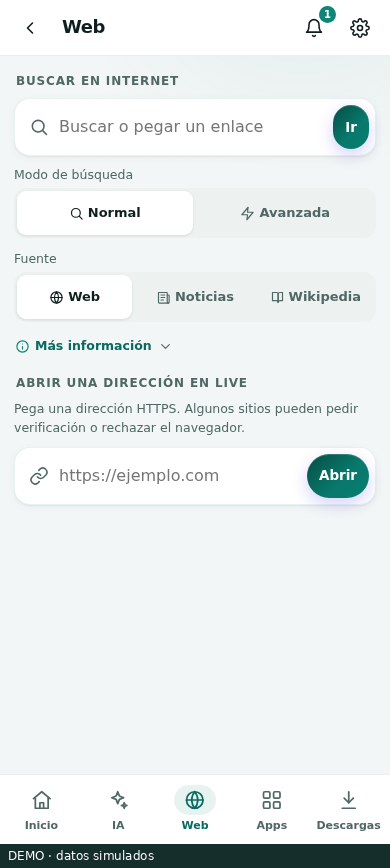 Web
1
BUSCAR EN INTERNET
Buscar o pegar un enlace
Ir
Modo de búsqueda
Normal
Avanzada
Fuente
Web
Noticias
Wikipedia
Más información
ABRIR UNA DIRECCIÓN EN LIVE
Pega una dirección HTTPS. Algunos sitios pueden pedir
verificación o rechazar el navegador.
https://ejemplo.com
Abrir
Inicio
IA
Web
Apps
Descargas
DEMO · datos simulados